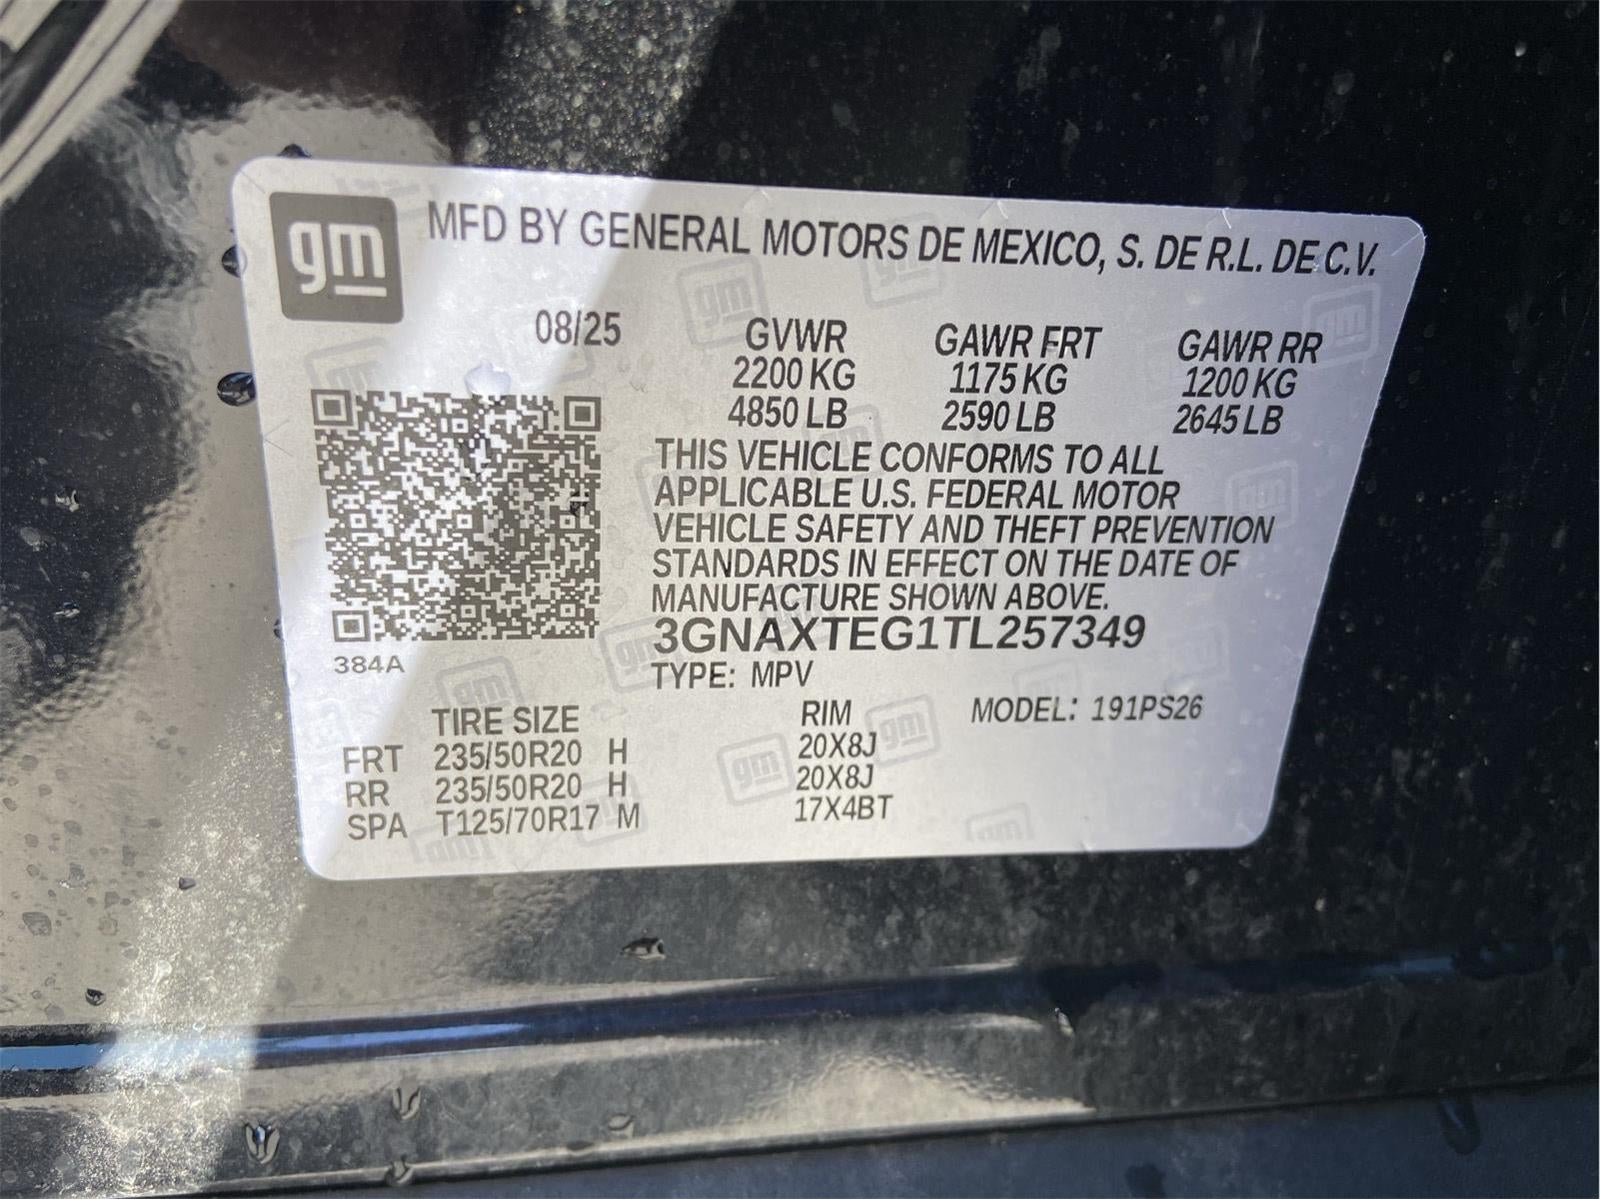 gm
MFD BY GENERAL MOTORS DE MEXICO, S. DE R.L. DE C.V.
08/25 GVWR GAWR FRT GAWR RR
2200 KG 1175 KG 1200 KG
4850 LB 2590 LB 2645 LB
THIS VEHICLE CONFORMS TO ALL
APPLICABLE U.S. FEDERAL MOTOR
VEHICLE SAFETY AND THEFT PREVENTION
STANDARDS IN EFFECT ON THE DATE OF
MANUFACTURE SHOWN ABOVE.
3GNAXTEG1TL257349
384A
TYPE: MPV
TIRE SIZE RIM MODEL: 191PS26
FRT 235/50R20 H 20X8J
RR 235/50R20 H 20X8J
SPA T125/70R17 M 17X4BT